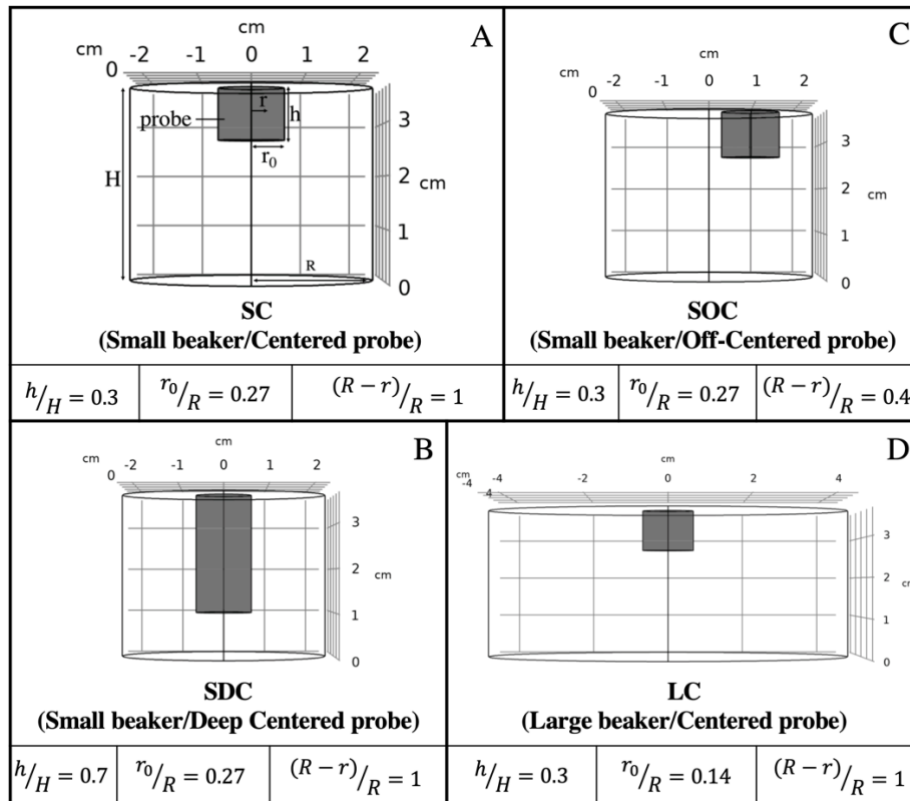 A
cm
cm -2 -1 0 1 2
0
probe
r
h
r0
H
R
3
2 cm
1
0
SC
(Small beaker/Centered probe)
h/H = 0.3
r0/R = 0.27
(R − r)/R = 1
C
cm
cm -2 -1 0 1 2
0
3
2 cm
1
0
SOC
(Small beaker/Off-Centered probe)
h/H = 0.3
r0/R = 0.27
(R − r)/R = 0.4
B
cm
cm -2 -1 0 1 2
0
3
2 cm
1
0
SDC
(Small beaker/Deep Centered probe)
h/H = 0.7
r0/R = 0.27
(R − r)/R = 1
D
cm
cm -4 -2 0 2 4
-4 4
3
2 cm
1
0
LC
(Large beaker/Centered probe)
h/H = 0.3
r0/R = 0.14
(R − r)/R = 1